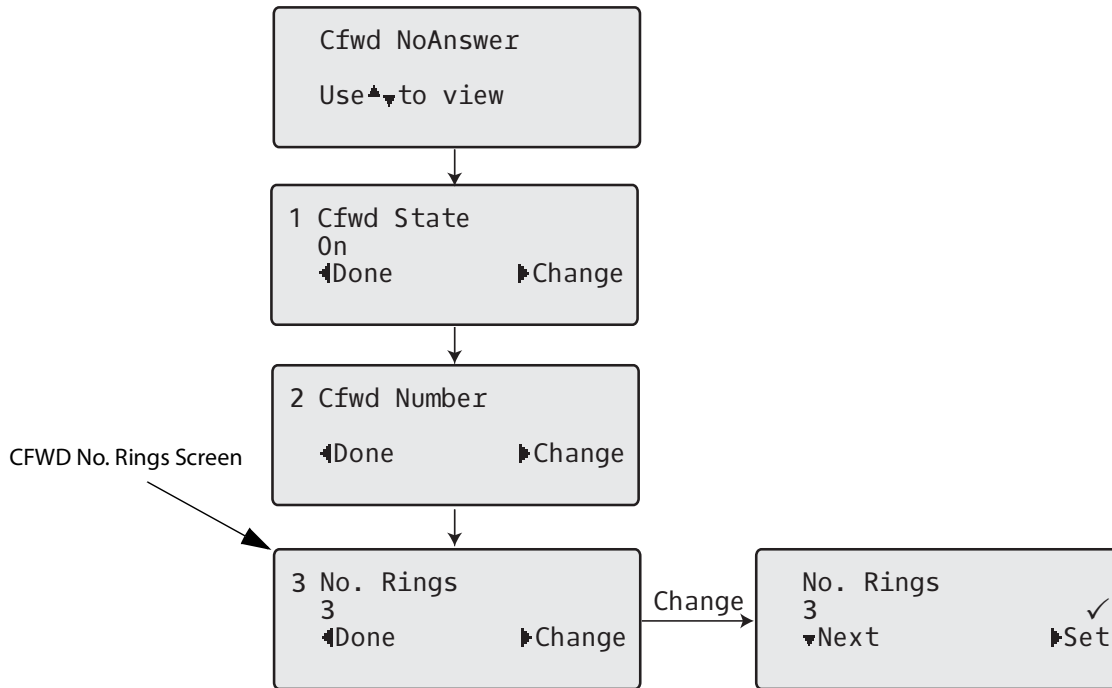 Cfwd NoAnswer
Use▲▼to view
1 Cfwd State
On
◀Done ▶Change
2 Cfwd Number
◀Done ▶Change
CFWD No. Rings Screen
3 No. Rings
3
◀Done ▶Change
Change
No. Rings
3 ✓
▼Next ▶Set